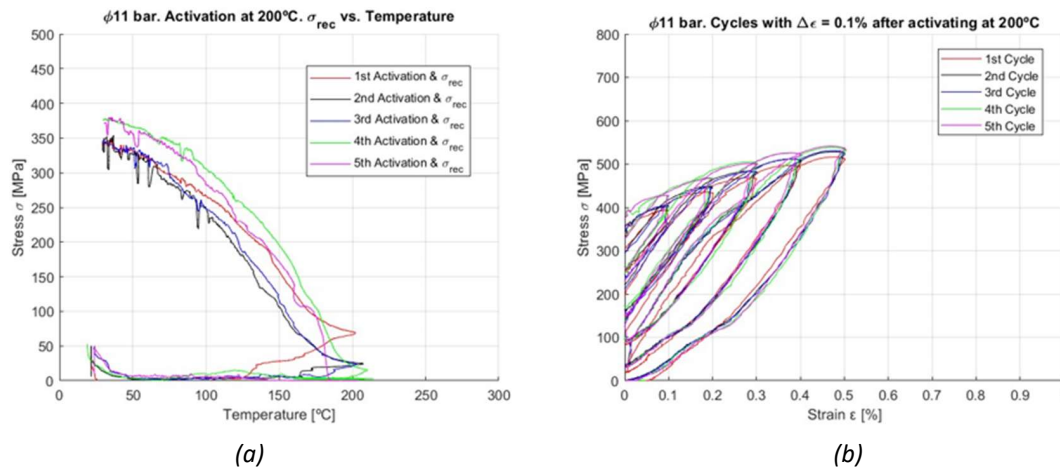 ϕ11 bar. Activation at 200ºC. σrec vs. Temperature
500
450
400
350
300
250
200
150
100
50
0
Stress σ [MPa]
1st Activation & σrec
2nd Activation & σrec
3rd Activation & σrec
4th Activation & σrec
5th Activation & σrec
0 50 100 150 200 250 300
Temperature [ºC]
(a)
ϕ11 bar. Cycles with Δϵ = 0.1% after activating at 200ºC
800
700
600
500
400
300
200
100
0
Stress σ [MPa]
1st Cycle
2nd Cycle
3rd Cycle
4th Cycle
5th Cycle
0 0.1 0.2 0.3 0.4 0.5 0.6 0.7 0.8 0.9
Strain ε [%]
(b)